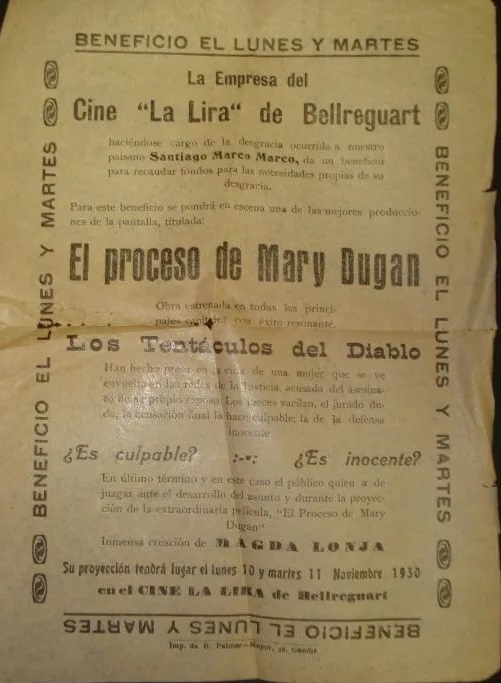 BENEFICIO EL LUNES Y MARTES
La Empresa del
Cine "La Lira" de Bellreguart
haciéndose cargo de la desgracia ocurrida a nuestro
paisano Santiago Marco Marco, da un beneficio
para recaudar fondos para las necesidades propias de su
desgracia.
Para este beneficio se pondrá en escena una de las mejores produccio-
nes de la pantalla, titulada:
El proceso de Mary Dugan
Obra estrenada en todas las princi-
pales capitales con éxito resonante.
Los Tentáculos del Diablo
Han hecho presa en la vida de una mujer que se ve
envuelta en las redes de la Justicia, acusada del asesina-
to de su propio esposo. Los jueces vacilan, el jurado du-
da, la acusación fiscal la hace culpable; la de la defensa
inocente
¿Es culpable? :-•: ¿Es inocente?
En último término y en este caso el público quien a de
juzgar ante el desarrollo del asunto y durante la proyec-
ción de la extraordinaria película, "El Proceso de Mary
Dugan"
Inmensa creación de MAGDA LONJA
Su proyección tendrá lugar el lunes 10 y martes 11 Noviembre 1930
en el CINE LA LIRA de Bellreguart
BENEFICIO EL LUNES Y MARTES
BENEFICIO EL LUNES Y MARTES
BENEFICIO EL LUNES Y MARTES
Imp. de D. Palmer—Mayor, Gandía